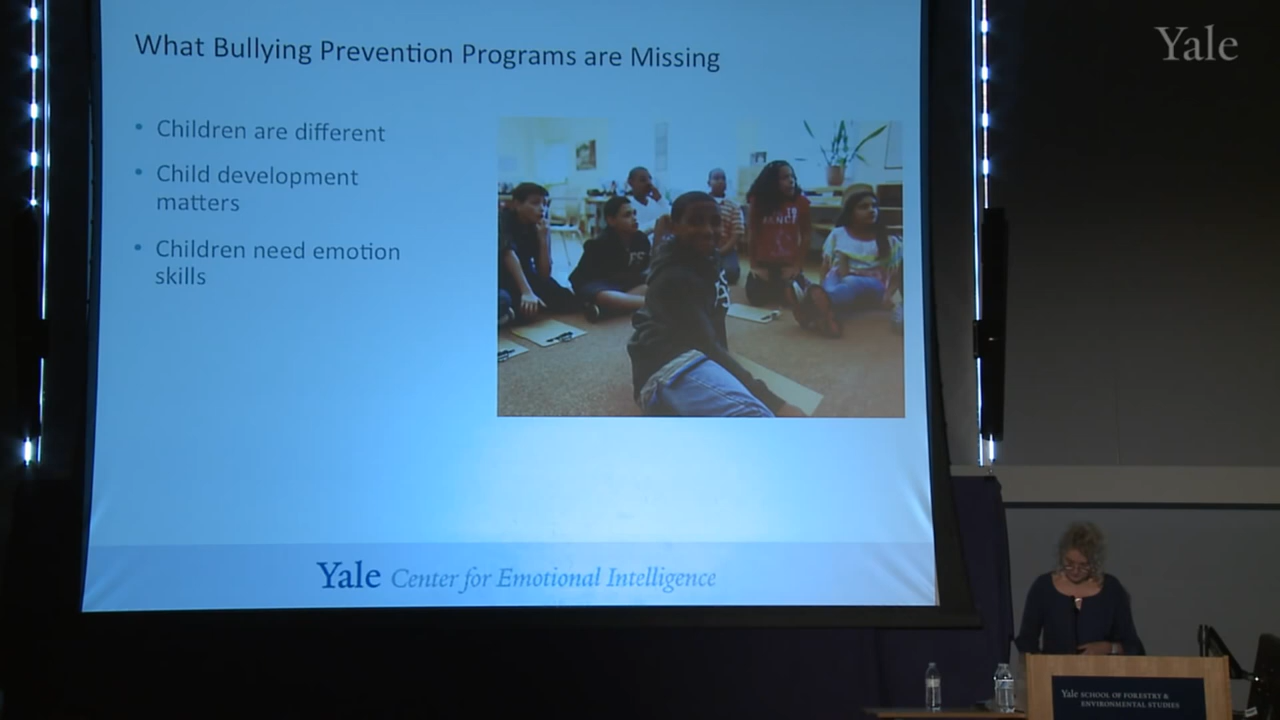 What Bullying Prevention Programs are Missing
Yale
• Children are different
• Child development
matters
• Children need emotion
skills
Yale Center for Emotional Intelligence
Yale SCHOOL OF FORESTRY &
ENVIRONMENTAL STUDIES